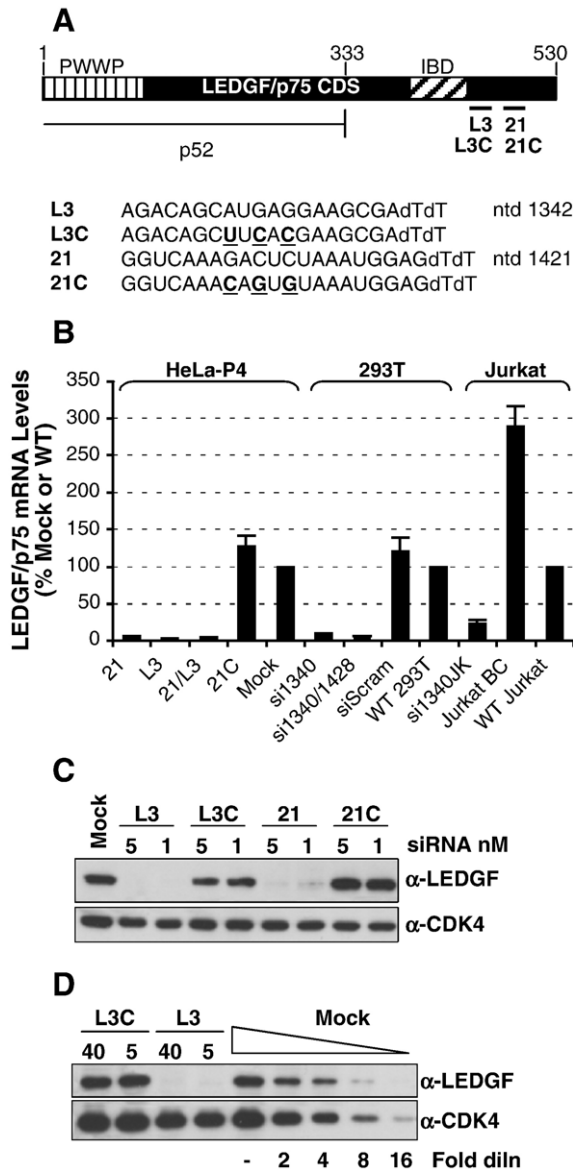 A
1 333 530
PWWP IBD
LEDGF/p75 CDS
L3 21
p52
L3C 21C
L3 AGACAGCAUGAGGAAGCGAdTdT ntd 1342
L3C AGACAGCUUCACGAAGCGAdTdT
21 GGUCAAAGACUCUAAAUGGAGdTdT ntd 1421
21C GGUCAAACAGUGUAAAUGGAGdTdT
B
HeLa-P4 293T Jurkat
LEDGF/p75 mRNA Levels
(% Mock or WT)
350
300
250
200
150
100
50
0
21 L3 21/L3 21C Mock si1340 si1340/1428 siScram WT 293T si1340JK Jurkat BC WT Jurkat
C
Mock L3 L3C 21 21C
5 1 5 1 5 1 5 1 siRNA nM
α-LEDGF
α-CDK4
D
L3C L3 Mock
40 5 40 5
α-LEDGF
α-CDK4
- 2 4 8 16 Fold diln